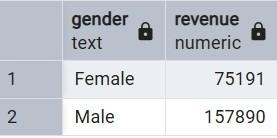 gender revenue
text numeric
1 Female 75191
2 Male 157890